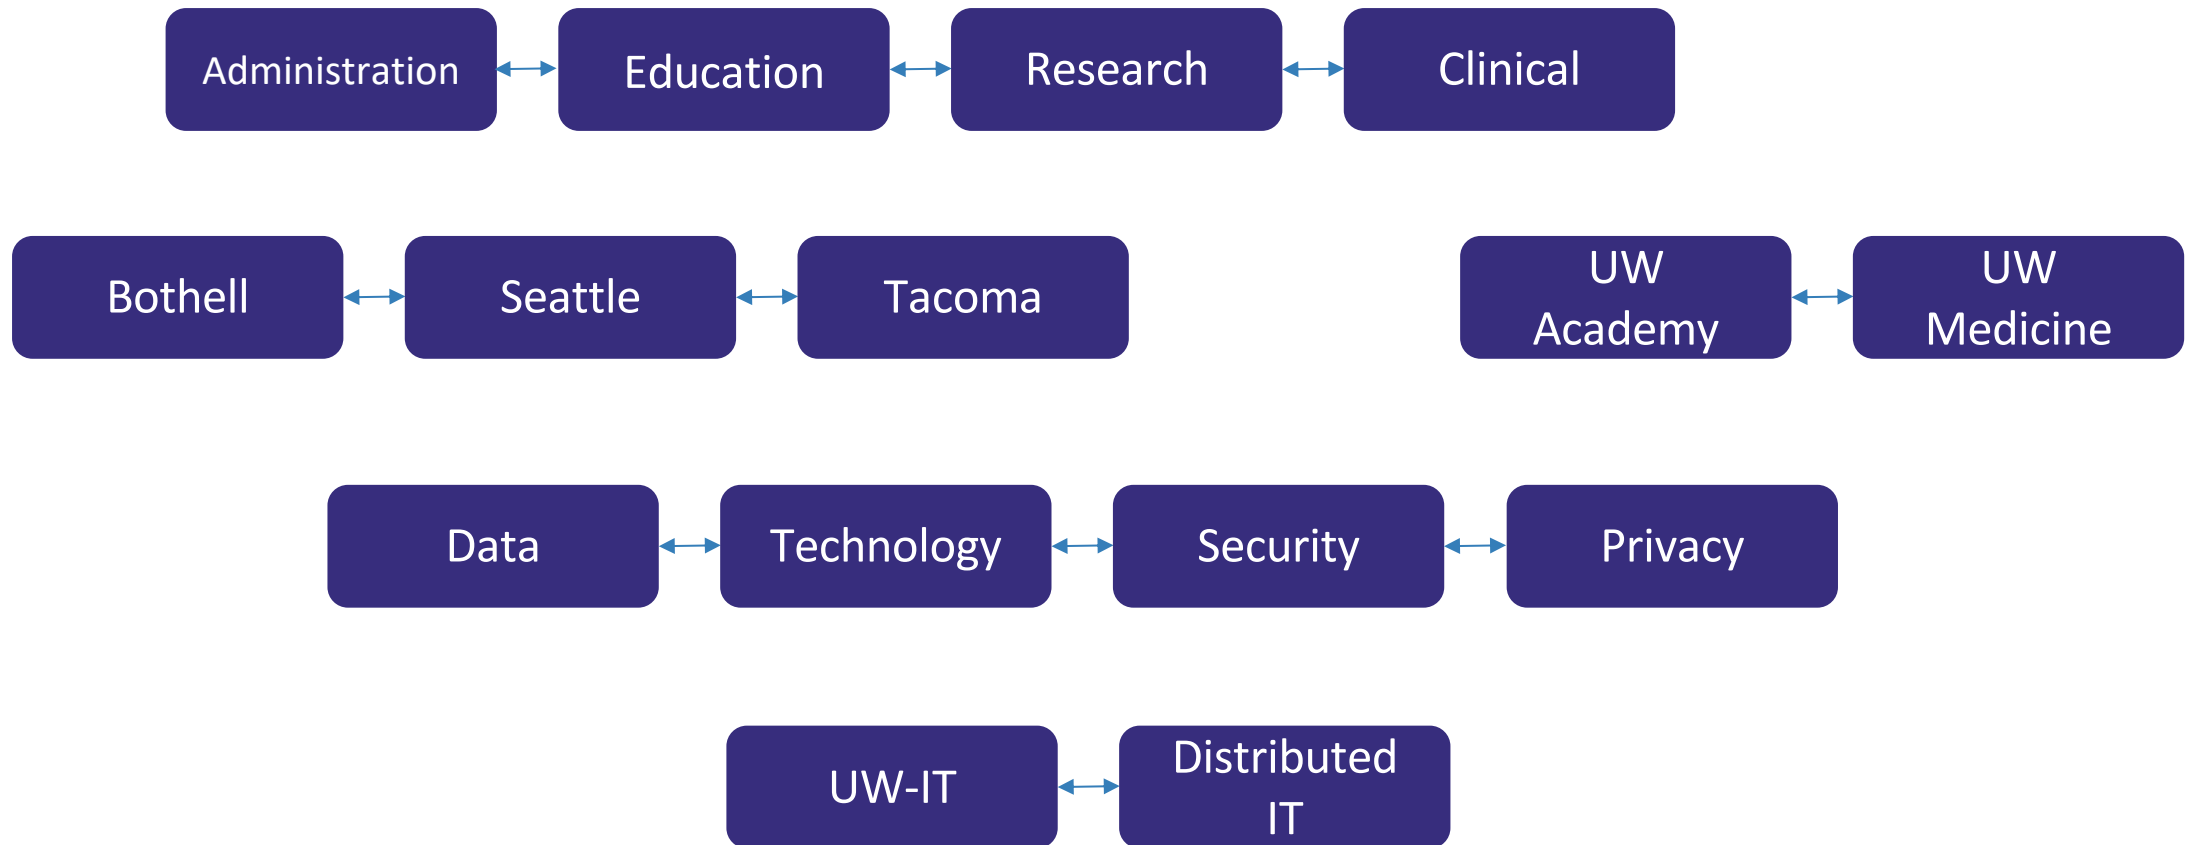 Administration
Education
Research
Clinical
Bothell
Seattle
Tacoma
UW
Academy
UW
Medicine
Data
Technology
Security
Privacy
UW-IT
Distributed
IT